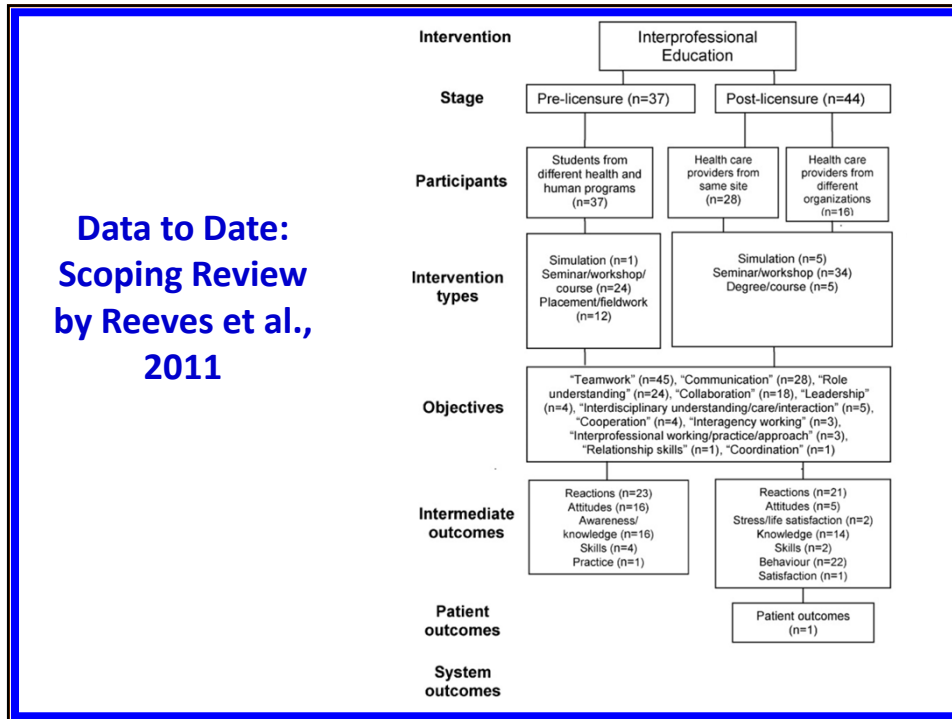 Data to Date:
Scoping Review
by Reeves et al.,
2011
Intervention
Interprofessional
Education
Stage
Pre-licensure (n=37)
Post-licensure (n=44)
Participants
Students from
different health and
human programs
(n=37)
Health care
providers from
same site
(n=28)
Health care
providers from
different
organizations
(n=16)
Intervention
types
Simulation (n=1)
Seminar/workshop/
course (n=24)
Placement/fieldwork
(n=12)
Simulation (n=5)
Seminar/workshop (n=34)
Degree/course (n=5)
Objectives
“Teamwork” (n=45), “Communication” (n=28), “Role
understanding” (n=24), “Collaboration” (n=18), “Leadership”
(n=4), “Interdisciplinary understanding/care/interaction” (n=5),
“Cooperation” (n=4), “Interagency working” (n=3),
“Interprofessional working/practice/approach” (n=3),
“Relationship skills” (n=1), “Coordination” (n=1)
Intermediate
outcomes
Reactions (n=23)
Attitudes (n=16)
Awareness/
knowledge (n=16)
Skills (n=4)
Practice (n=1)
Reactions (n=21)
Attitudes (n=5)
Stress/life satisfaction (n=2)
Knowledge (n=14)
Skills (n=2)
Behaviour (n=22)
Satisfaction (n=1)
Patient
outcomes
Patient outcomes
(n=1)
System
outcomes